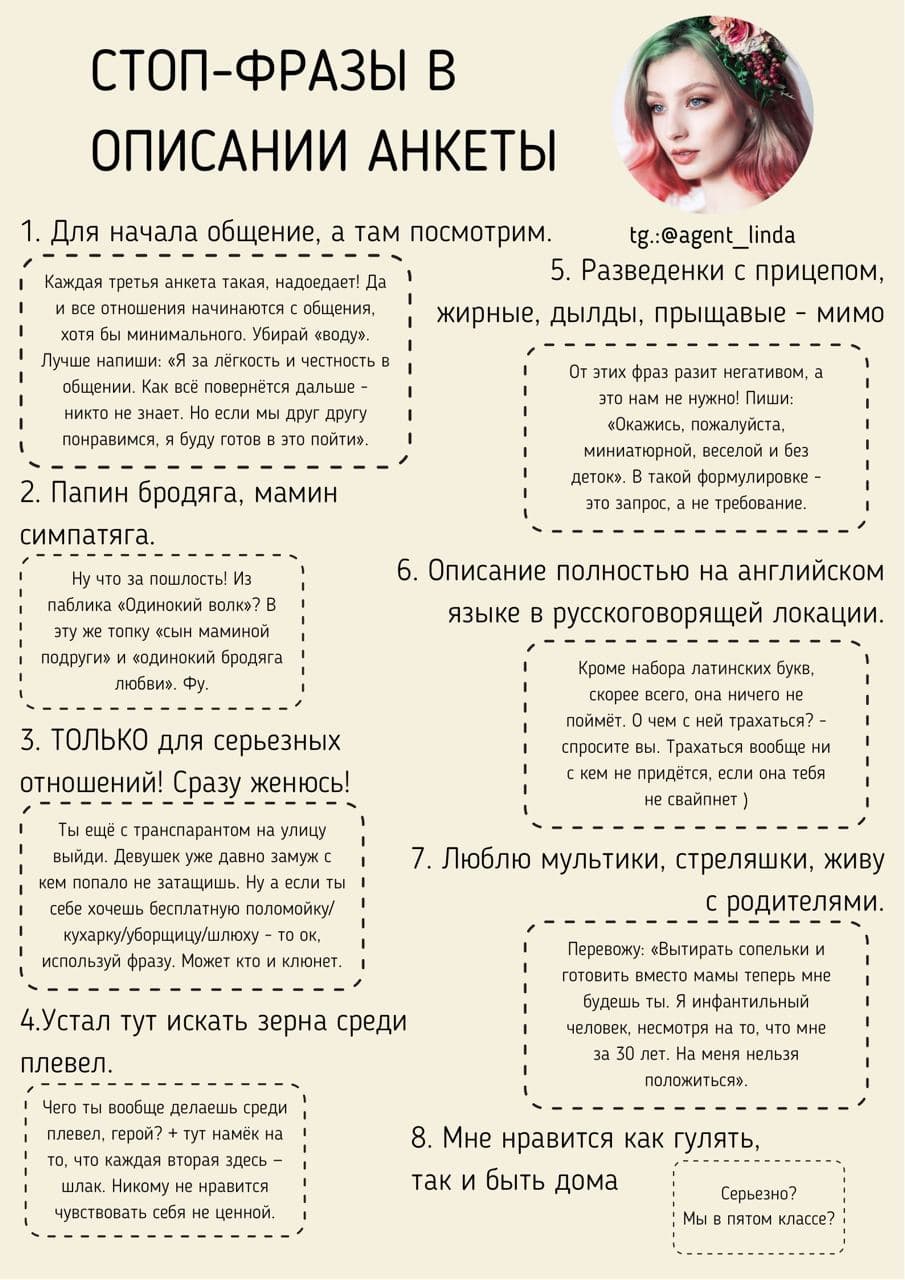 СТОП-ФРАЗЫ В
ОПИСАНИИ АНКЕТЫ
tg.:@agent_linda
1. Для начала общение, а там посмотрим.
Каждая третья анкета такая, надоедает! Да
и все отношения начинаются с общения,
хотя бы минимального. Убирай «воду».
Лучше напиши: «Я за лёгкость и честность в
общении. Как всё повернётся дальше -
никто не знает. Но если мы друг другу
понравимся, я буду готов в это пойти».
2. Папин бродяга, мамин
симпатяга.
Ну что за пошлость! Из
паблика «Одинокий волк»? В
эту же топку «сын маминой
подруги» и «одинокий бродяга
любви». Фу.
3. ТОЛЬКО для серьезных
отношений! Сразу женюсь!
Ты ещё с транспарантом на улицу
выйди. Девушек уже давно замуж с
кем попало не затащишь. Ну а если ты
себе хочешь бесплатную поломойку/
кухарку/уборщицу/шлюху - то ок,
используй фразу. Может кто и клюнет.
4.Устал тут искать зерна среди
плевел.
Чего ты вообще делаешь среди
плевел, герой? + тут намёк на
то, что каждая вторая здесь –
шлак. Никому не нравится
чувствовать себя не ценной.
5. Разведенки с прицепом,
жирные, дылды, прыщавые - мимо
От этих фраз разит негативом, а
это нам не нужно! Пиши:
«Окажись, пожалуйста,
миниатюрной, веселой и без
деток». В такой формулировке -
это запрос, а не требование.
6. Описание полностью на английском
языке в русскоговорящей локации.
Кроме набора латинских букв,
скорее всего, она ничего не
поймёт. О чем с ней трахаться? -
спросите вы. Трахаться вообще ни
с кем не придётся, если она тебя
не свайпнет )
7. Люблю мультики, стреляшки, живу
с родителями.
Перевожу: «Вытирать сопельки и
готовить вместо мамы теперь мне
будешь ты. Я инфантильный
человек, несмотря на то, что мне
за 30 лет. На меня нельзя
положиться».
8. Мне нравится как гулять,
так и быть дома
Серьезно?
Мы в пятом классе?